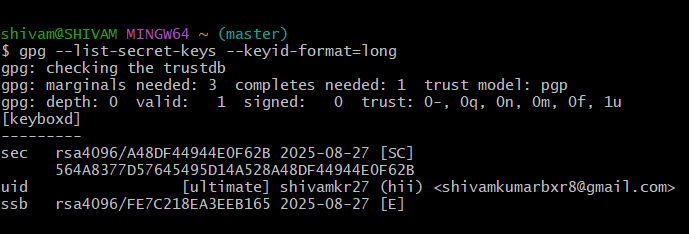 shivam@SHIVAM MINGW64 ~ (master)
$ gpg --list-secret-keys --keyid-format=long
gpg: checking the trustdb
gpg: marginals needed: 3  completes needed: 1  trust model: pgp
gpg: depth: 0  valid:   1  signed:   0  trust: 0-, 0q, 0n, 0m, 0f, 1u
[keyboxd]
---------
sec   rsa4096/A48DF44944E0F62B 2025-08-27 [SC]
      564A8377D57645495D14A528A48DF44944E0F62B
uid                 [ultimate] shivamkr27 (hii) <shivamkumarbxr8@gmail.com>
ssb   rsa4096/FE7C218EA3EEB165 2025-08-27 [E]